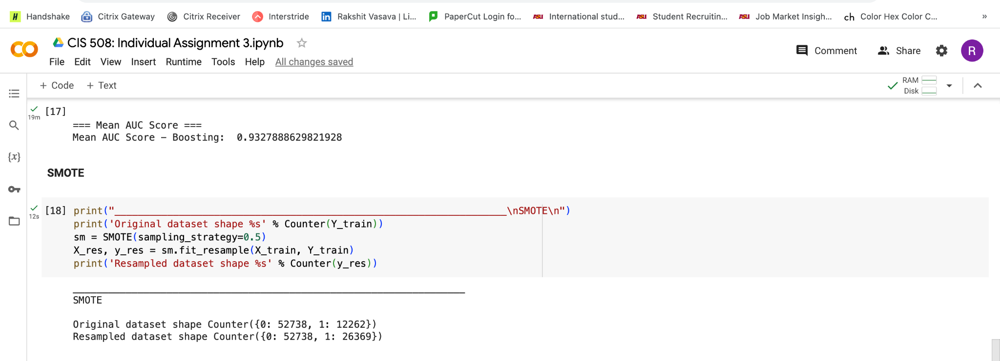 Handshake Citrix Gateway Citrix Receiver Interstride Rakshit Vasava | Li... PaperCut Login fo... International stud... Student Recruitin... Job Market Insigh... Color Hex Color C... »
CIS 508: Individual Assignment 3.ipynb
File Edit View Insert Runtime Tools Help All changes saved
Comment Share R
+ Code + Text
RAM
Disk
[17]
19m
=== Mean AUC Score ===
Mean AUC Score – Boosting:  0.9327888629821928
{x}
SMOTE
[18] print("___________________________________________________________________\nSMOTE\n")
12s
print('Original dataset shape %s' % Counter(Y_train))
sm = SMOTE(sampling_strategy=0.5)
X_res, y_res = sm.fit_resample(X_train, Y_train)
print('Resampled dataset shape %s' % Counter(y_res))
___________________________________________________________________
SMOTE
Original dataset shape Counter({0: 52738, 1: 12262})
Resampled dataset shape Counter({0: 52738, 1: 26369})